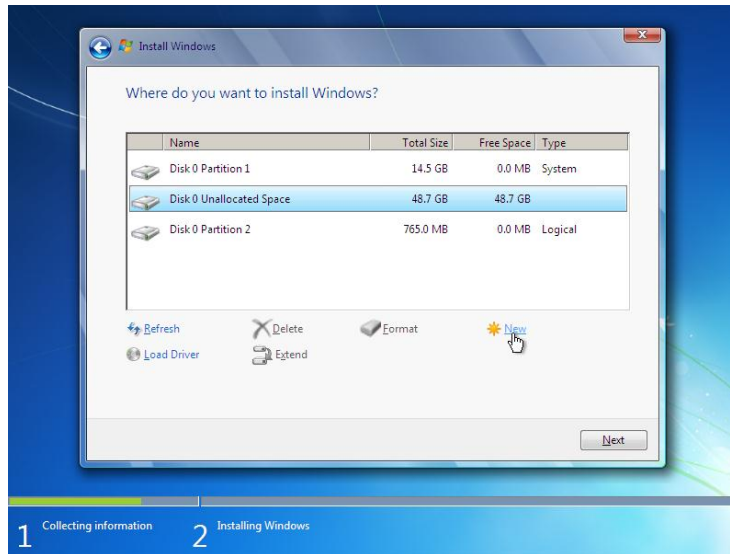 Install Windows
Where do you want to install Windows?
Name Total Size Free Space Type
Disk 0 Partition 1 14.5 GB 0.0 MB System
Disk 0 Unallocated Space 48.7 GB 48.7 GB
Disk 0 Partition 2 765.0 MB 0.0 MB Logical
Refresh Delete Format New
Load Driver Extend
Next
1 Collecting information 2 Installing Windows